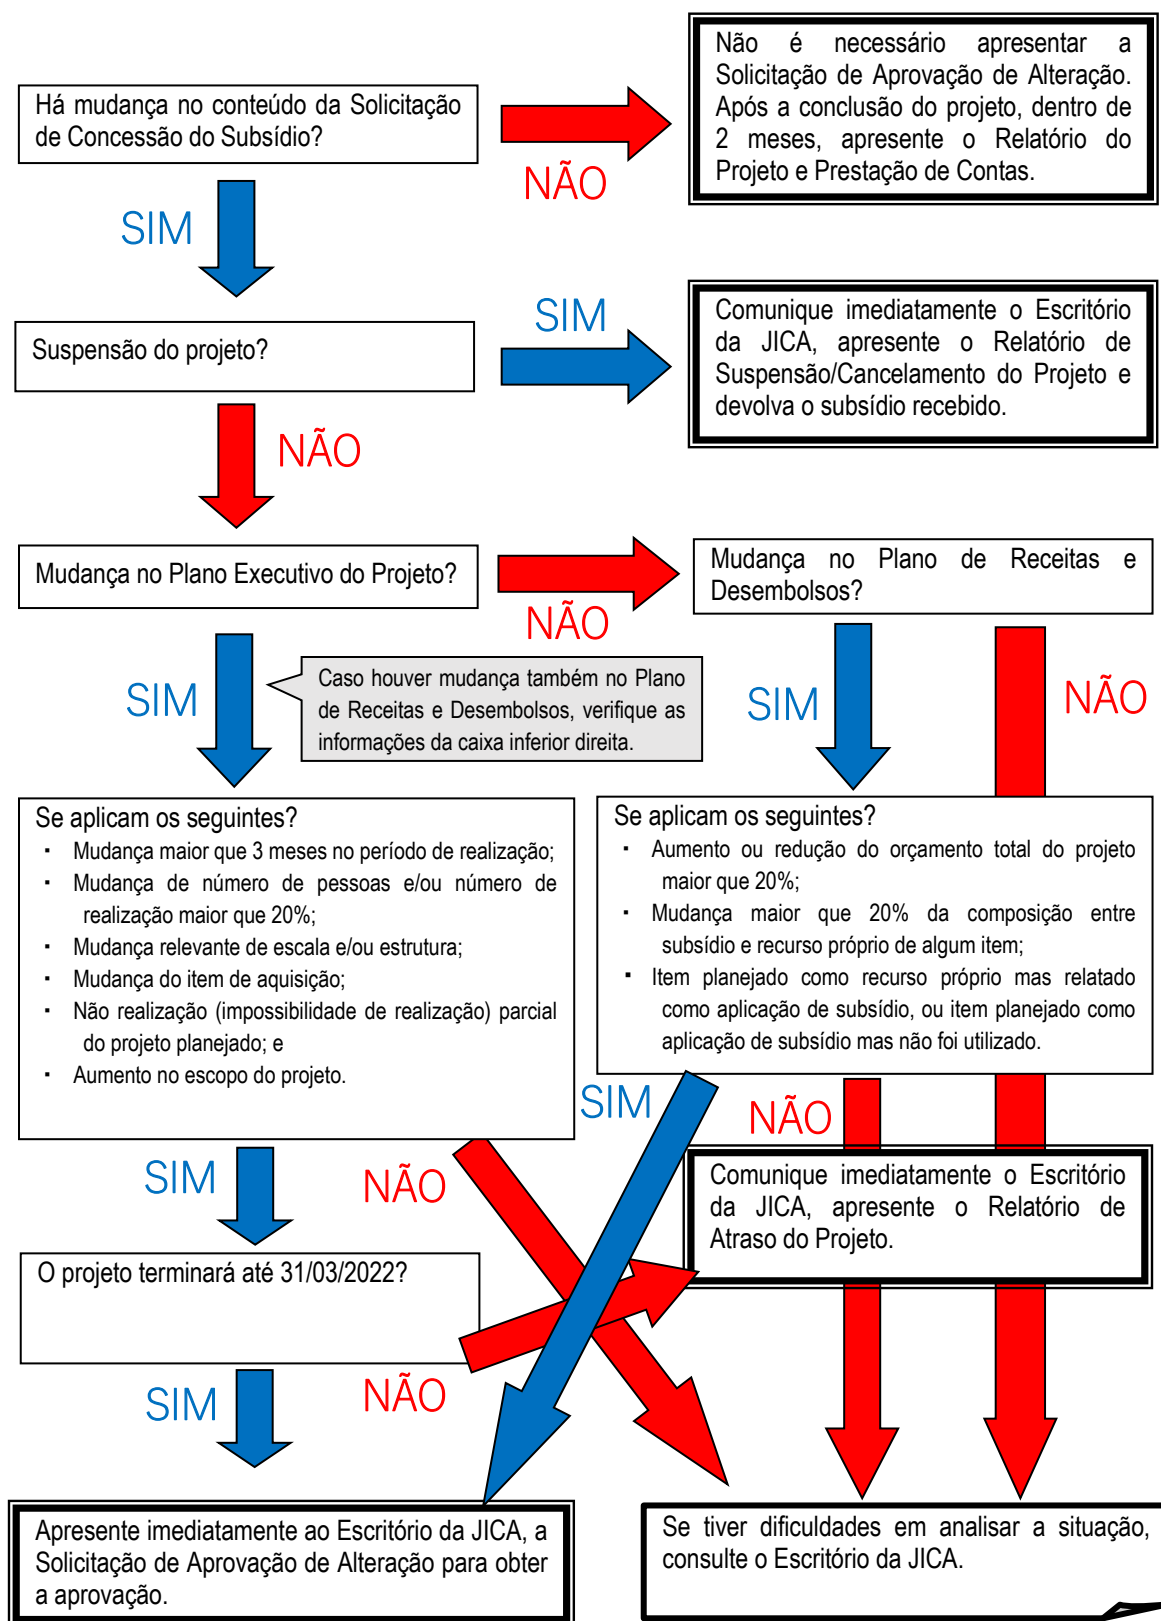 Não é necessário apresentar a
Solicitação de Aprovação de Alteração.
Após a conclusão do projeto, dentro de
2 meses, apresente o Relatório do
Projeto e Prestação de Contas.
Há mudança no conteúdo da Solicitação
de Concessão do Subsídio?
NÃO
SIM
Suspensão do projeto?
SIM
Comunique imediatamente o Escritório
da JICA, apresente o Relatório de
Suspensão/Cancelamento do Projeto e
devolva o subsídio recebido.
NÃO
Mudança no Plano Executivo do Projeto?
NÃO
Mudança no Plano de Receitas e
Desembolsos?
SIM
Caso houver mudança também no Plano
de Receitas e Desembolsos, verifique as
informações da caixa inferior direita.
SIM
NÃO
Se aplicam os seguintes?
· Mudança maior que 3 meses no período de realização;
· Mudança de número de pessoas e/ou número de
realização maior que 20%;
· Mudança relevante de escala e/ou estrutura;
· Mudança do item de aquisição;
· Não realização (impossibilidade de realização) parcial
do projeto planejado; e
· Aumento no escopo do projeto.
Se aplicam os seguintes?
· Aumento ou redução do orçamento total do projeto
maior que 20%;
· Mudança maior que 20% da composição entre
subsídio e recurso próprio de algum item;
· Item planejado como recurso próprio mas relatado
como aplicação de subsídio, ou item planejado como
aplicação de subsídio mas não foi utilizado.
SIM
NÃO
SIM
NÃO
Comunique imediatamente o Escritório
da JICA, apresente o Relatório de
Atraso do Projeto.
O projeto terminará até 31/03/2022?
SIM
NÃO
Apresente imediatamente ao Escritório da JICA, a
Solicitação de Aprovação de Alteração para obter
a aprovação.
Se tiver dificuldades em analisar a situação,
consulte o Escritório da JICA.